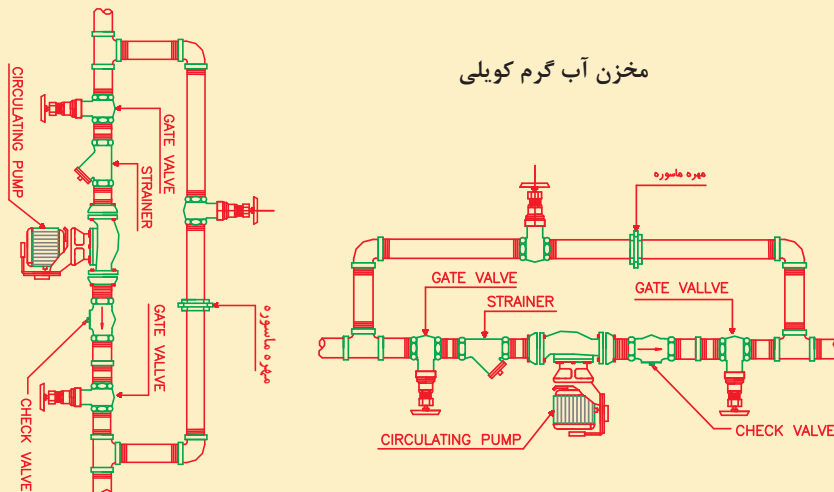 مخزن آب گرم کویلی
CIRCULATING PUMP
GATE VALVE
STRAINER
GATE VALLVE
مهره ماسوره
CHECK VALVE
مهره ماسوره
GATE VALVE
STRAINER
GATE VALLVE
CIRCULATING PUMP
CHECK VALVE